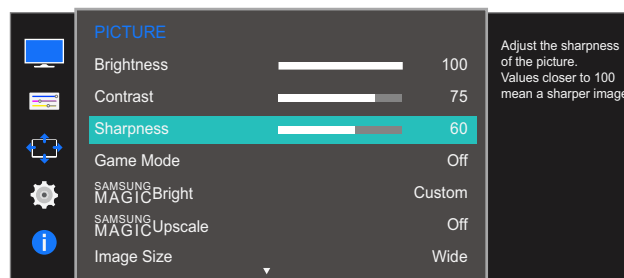 PICTURE
Brightness 100
Contrast 75
Sharpness 60
Game Mode Off
SAMSUNG
MAGICBright Custom
SAMSUNG
MAGICUpscale Off
Image Size Wide
Adjust the sharpness
of the picture.
Values closer to 100
mean a sharper image